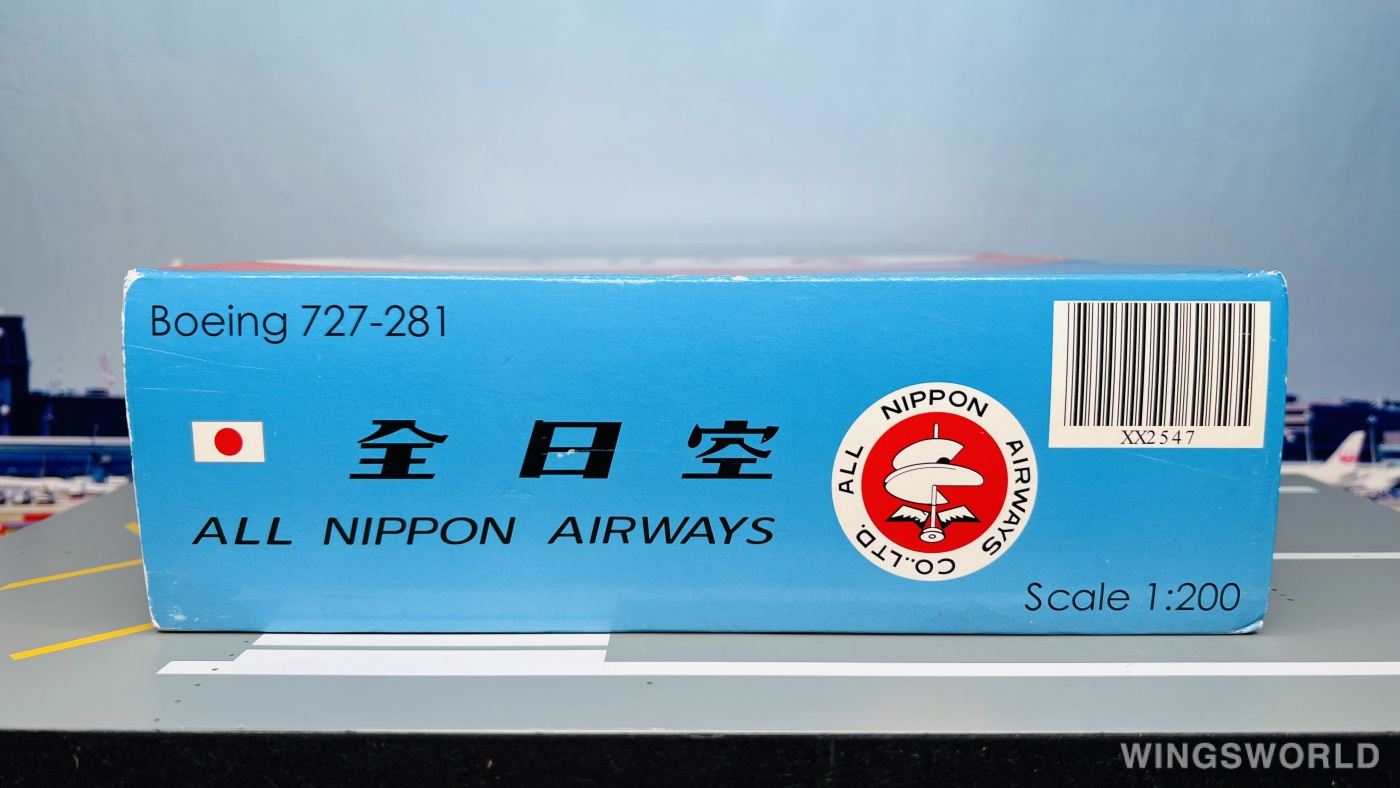 Boeing 727-281
XX2547
全日空
ALL NIPPON AIRWAYS
ALL NIPPON AIRWAYS CO.,LTD.
Scale 1:200
WINGSWORLD